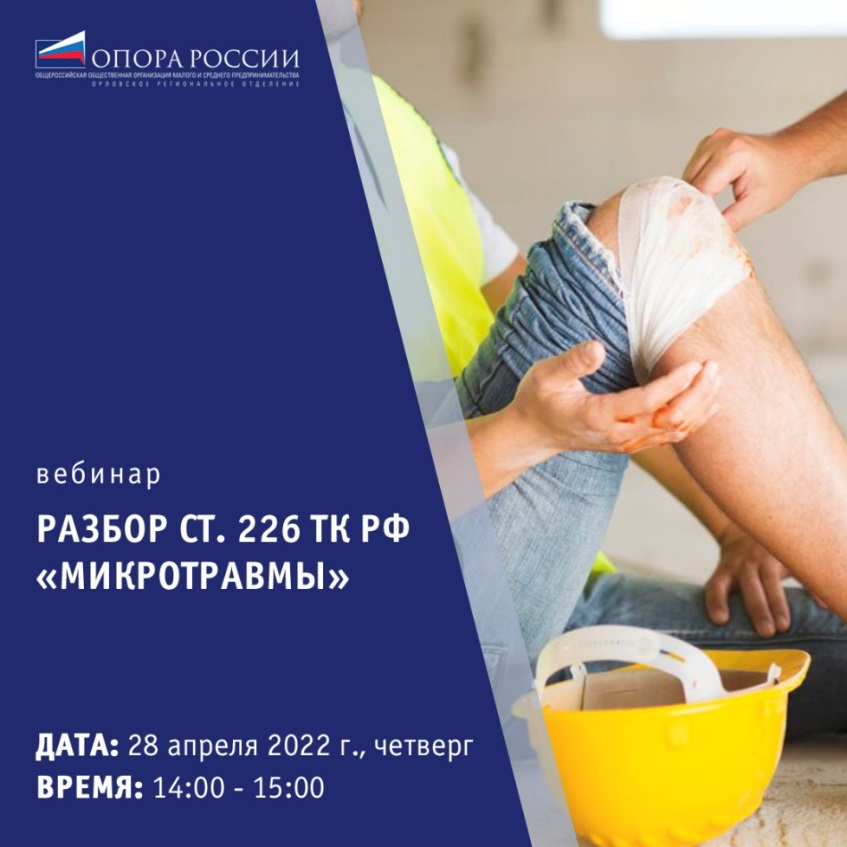 ОПОРА РОССИИ
ОБЩЕРОССИЙСКАЯ ОБЩЕСТВЕННАЯ ОРГАНИЗАЦИЯ МАЛОГО И СРЕДНЕГО ПРЕДПРИНИМАТЕЛЬСТВА
ОРЛОВСКОЕ РЕГИОНАЛЬНОЕ ОТДЕЛЕНИЕ
вебинар
РАЗБОР СТ. 226 ТК РФ
«МИКРОТРАВМЫ»
ДАТА: 28 апреля 2022 г., четверг
ВРЕМЯ: 14:00 - 15:00